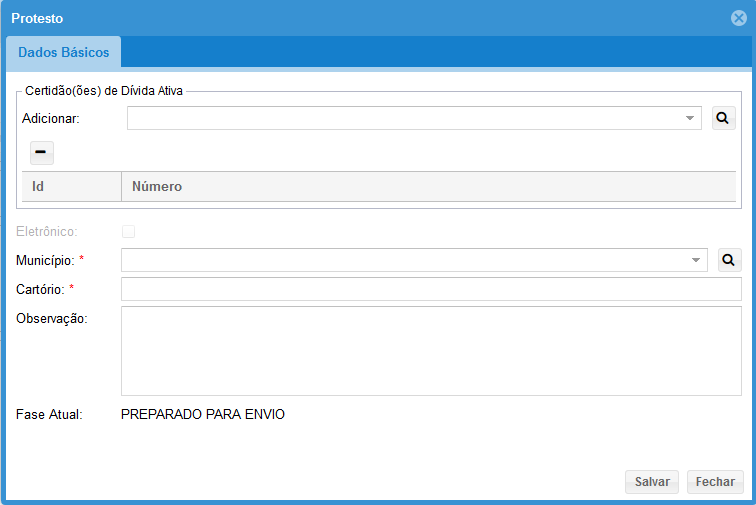 Protesto
Dados Básicos
Certidão(ões) de Dívida Ativa
Adicionar:
Id Número
Eletrônico:
Município: *
Cartório: *
Observação:
Fase Atual: PREPARADO PARA ENVIO
Salvar Fechar